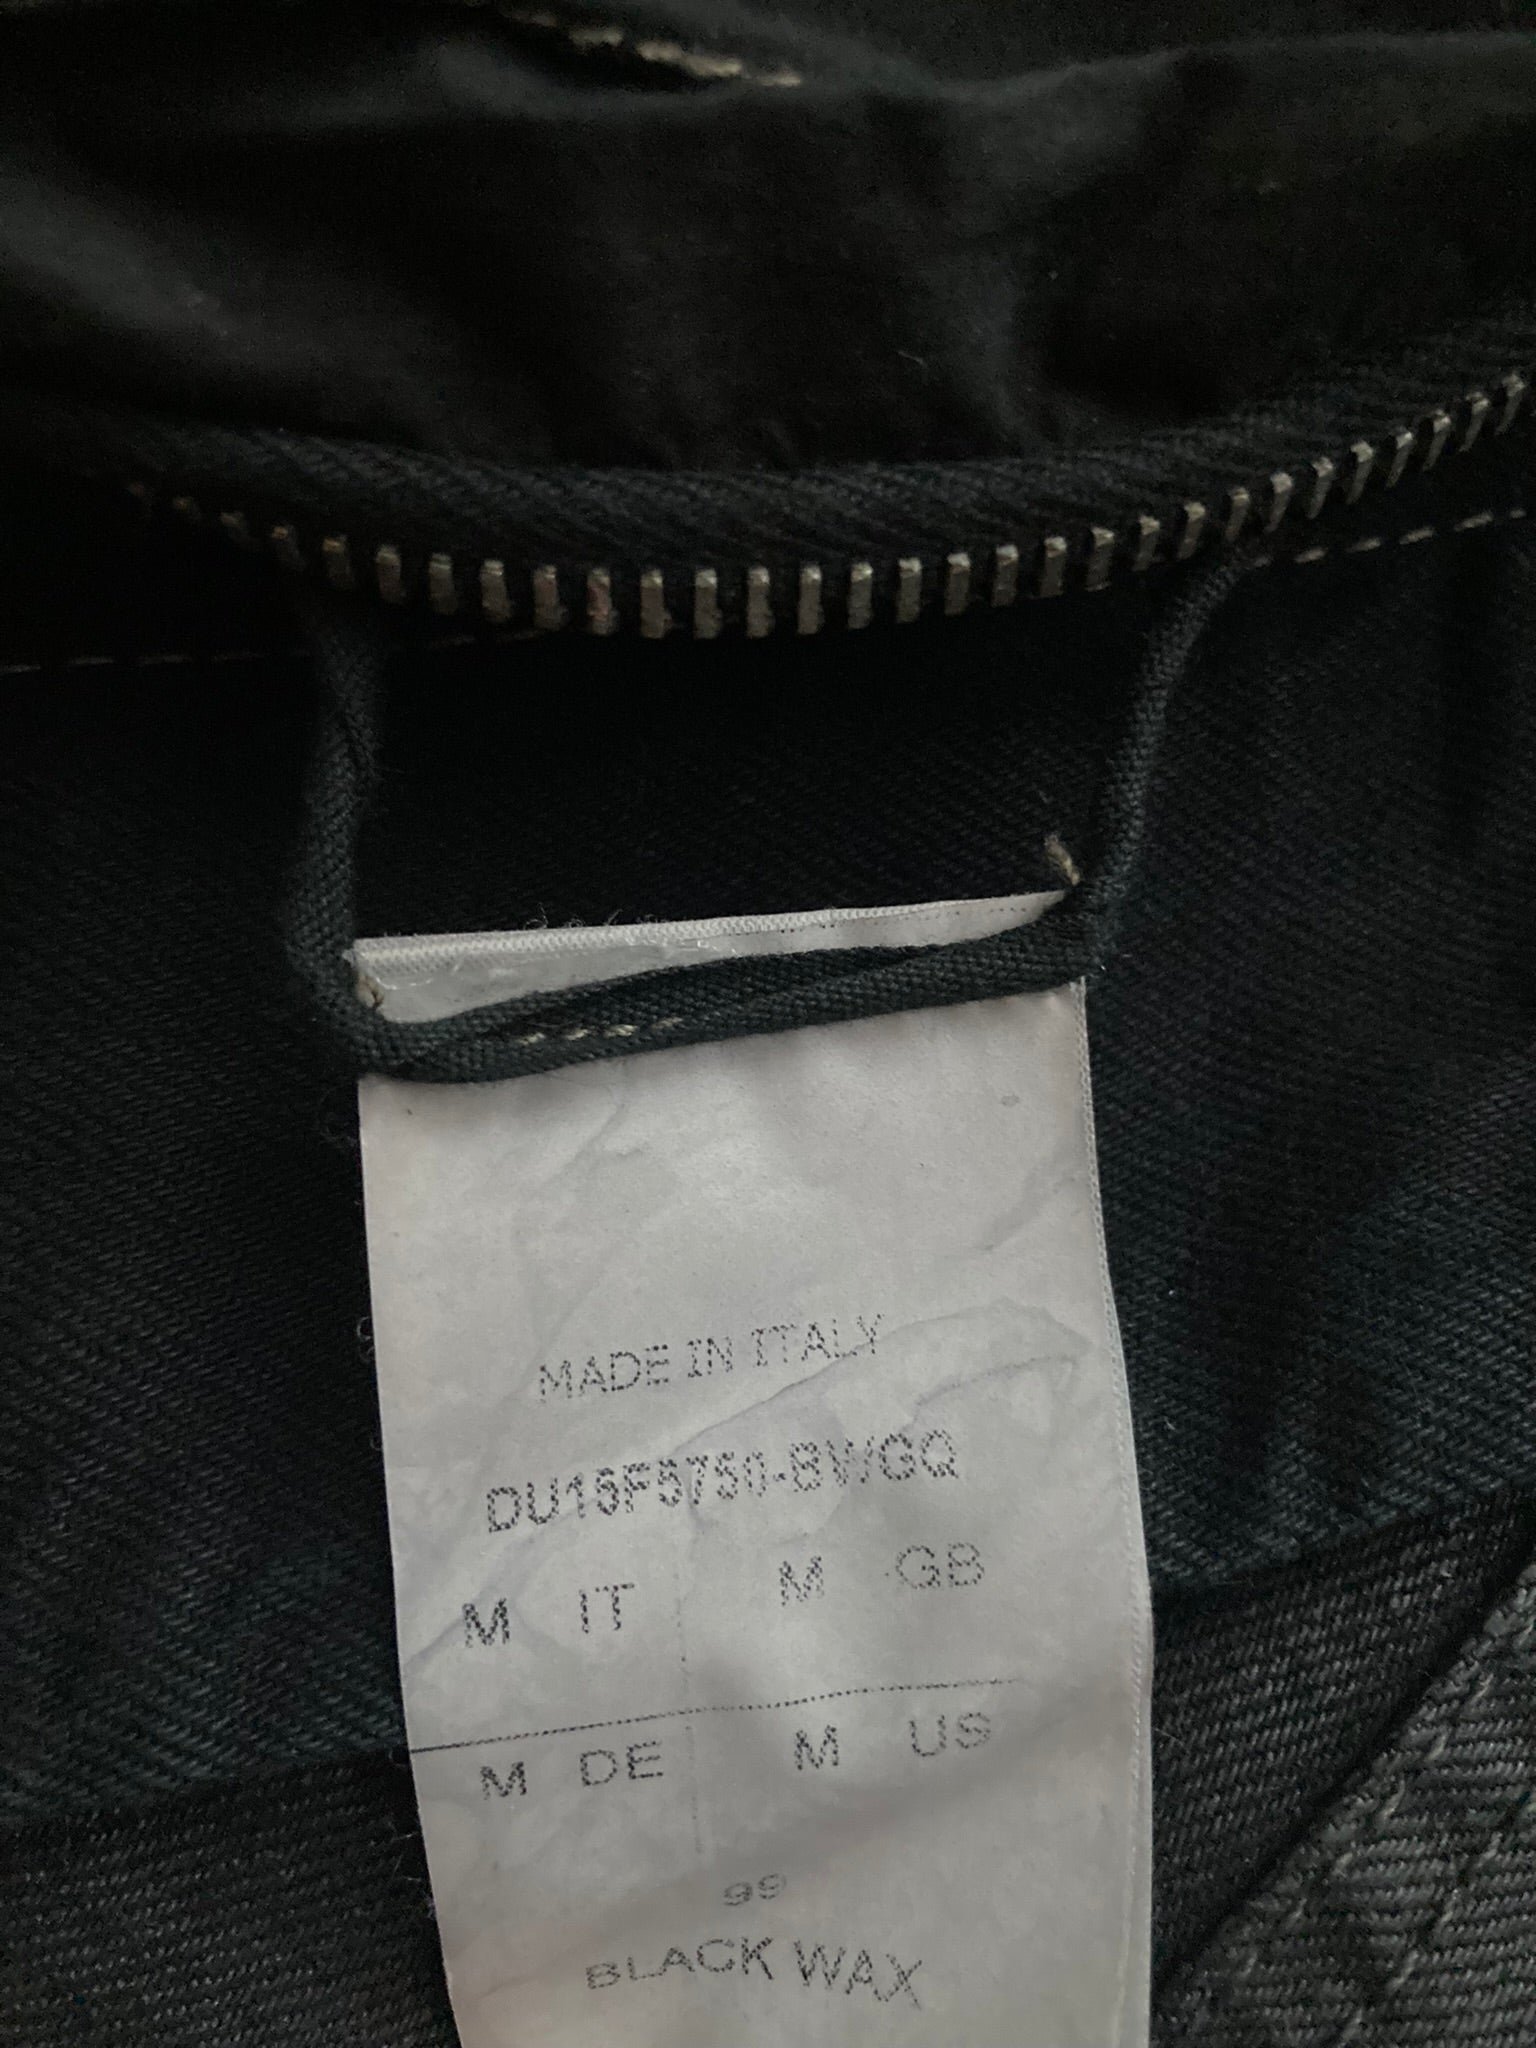 MADE IN ITALY
DU16F5750-BWGQ
M IT M GB
M DE M US
99
BLACK WAX